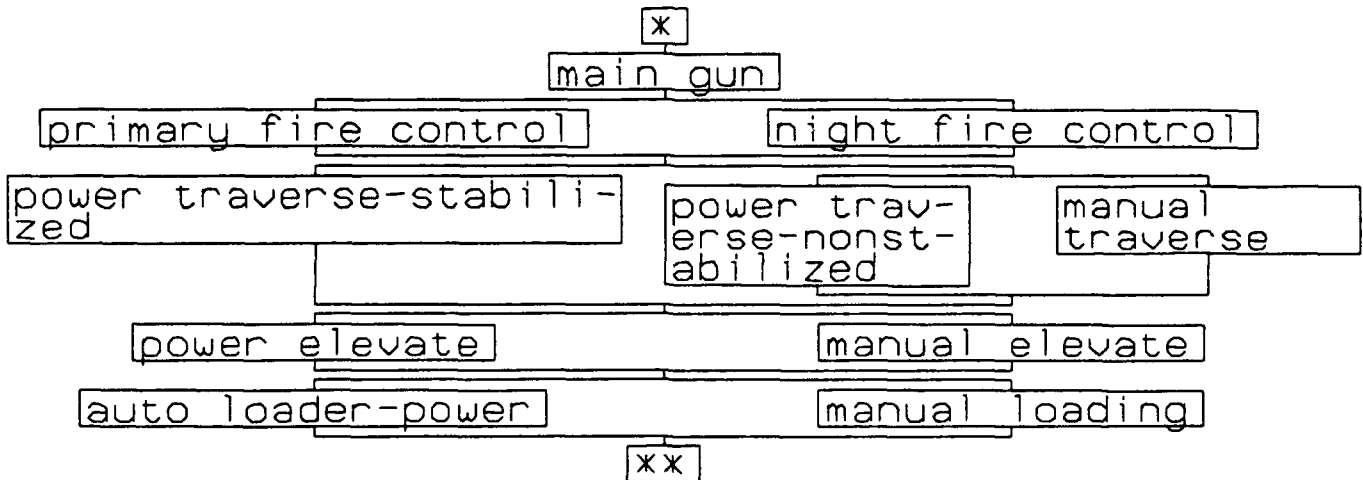 *
main gun
primary fire control
night fire control
power traverse-stabili-
zed
power trav-
erse-nonst-
abilized
manual
traverse
power elevate
manual elevate
auto loader-power
manual loading
**